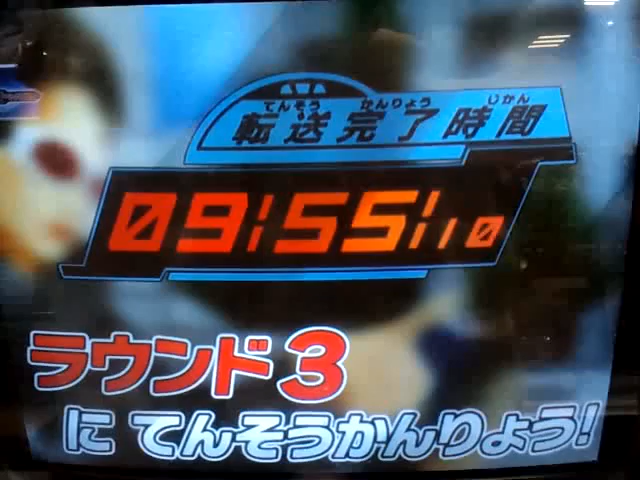 てんそう かんりょう じかん
転送完了時間
09:55:10
ラウンド3
に てんそうかんりょう!